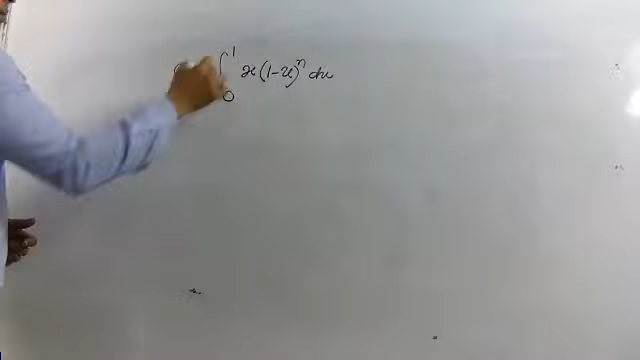 ∫₀¹ x(1-x)ⁿ dx